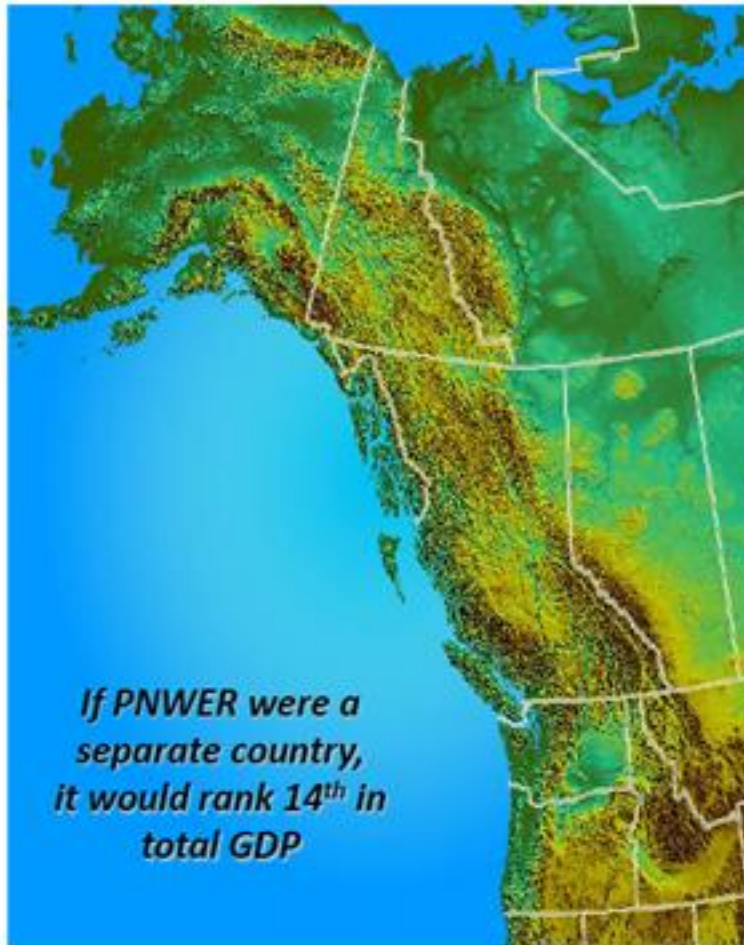 If PNWER were a
separate country,
it would rank 14th in
total GDP